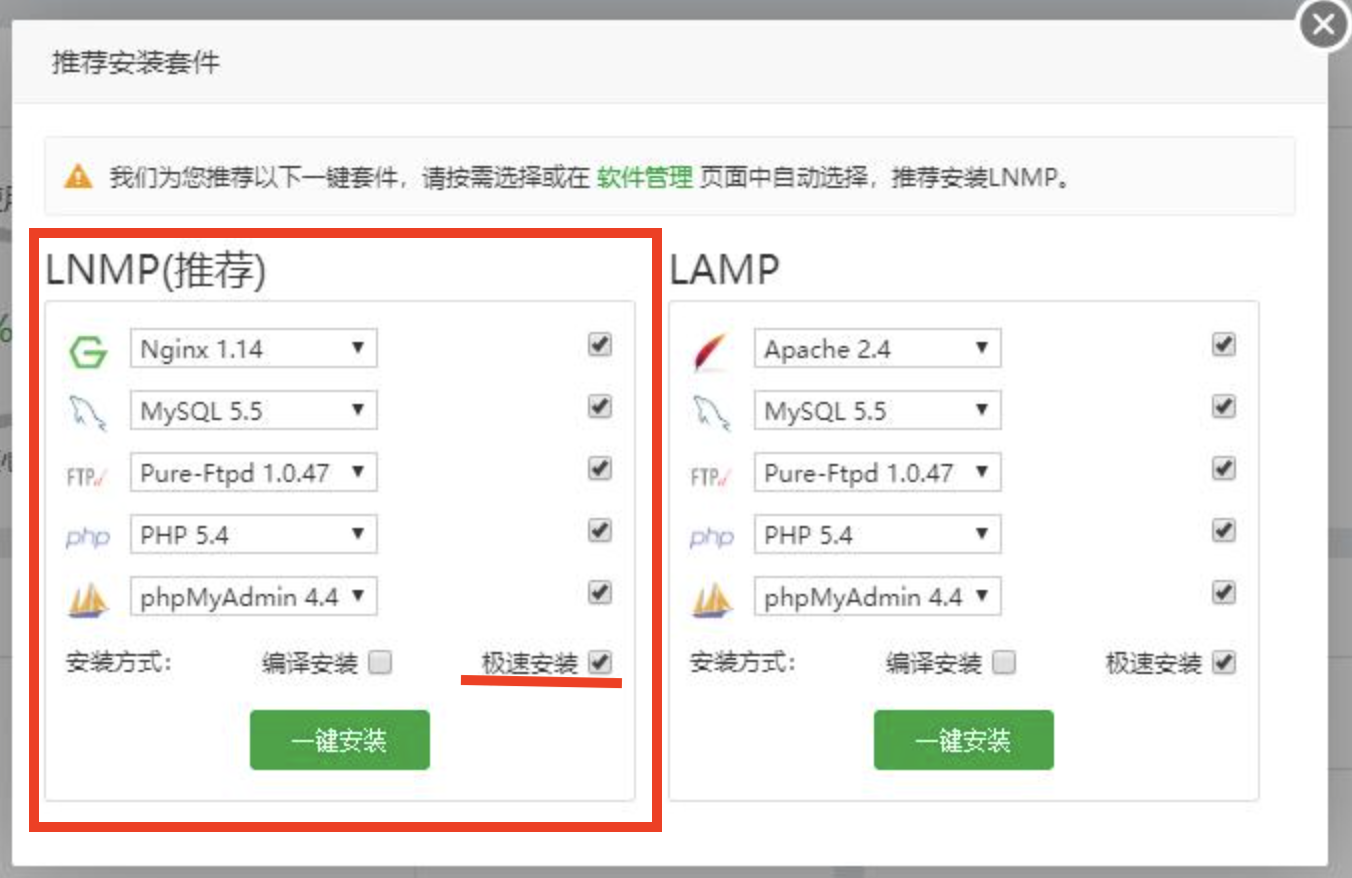 推荐安装套件
我们为您推荐以下一键套件，请按需选择或在 软件管理 页面中自动选择，推荐安装LNMP。
LNMP(推荐)
Nginx 1.14
MySQL 5.5
FTP Pure-Ftpd 1.0.47
php PHP 5.4
phpMyAdmin 4.4
安装方式： 编译安装 极速安装
一键安装
LAMP
Apache 2.4
MySQL 5.5
FTP Pure-Ftpd 1.0.47
php PHP 5.4
phpMyAdmin 4.4
安装方式： 编译安装 极速安装
一键安装